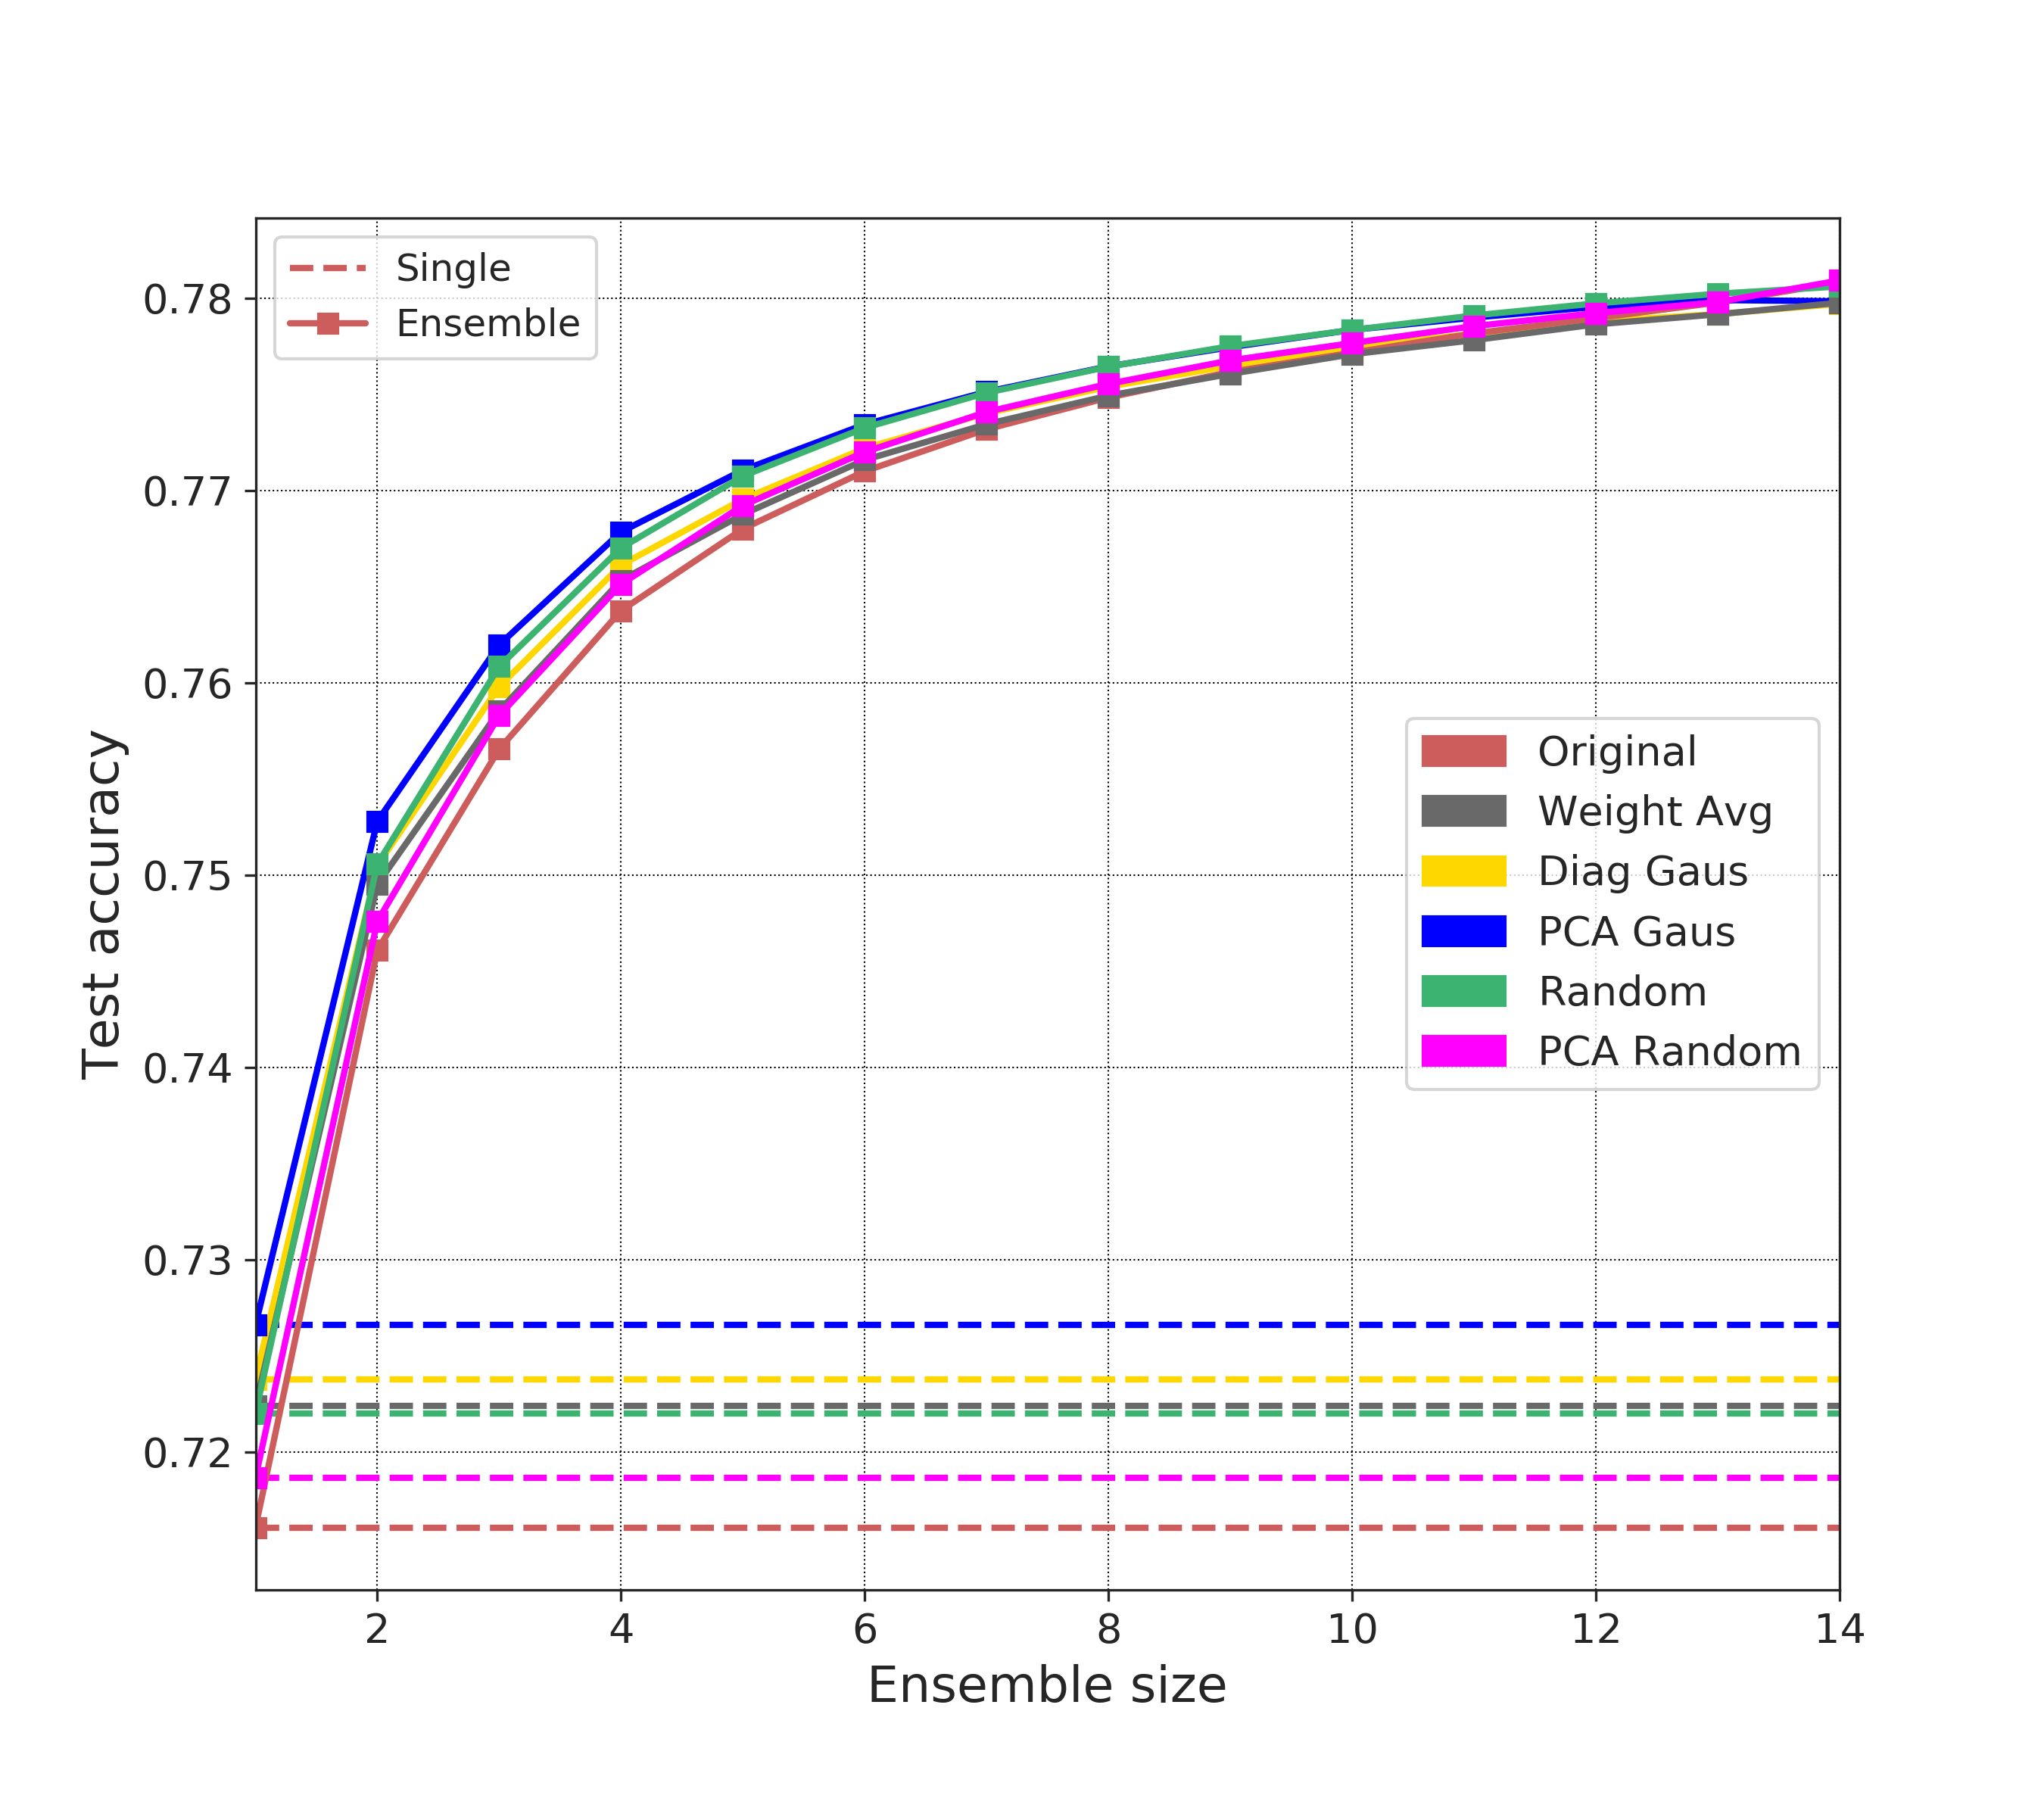 Single
Ensemble
0.78
0.77
0.76
0.75
0.74
0.73
0.72
Test accuracy
Original
Weight Avg
Diag Gaus
PCA Gaus
Random
PCA Random
2 4 6 8 10 12 14
Ensemble size